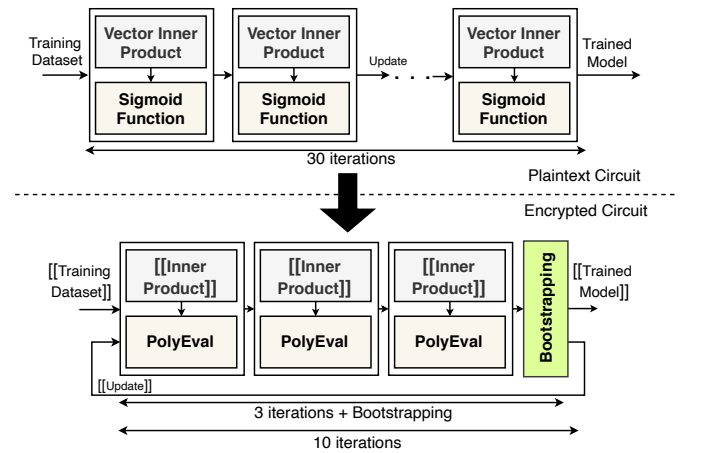 Training
Dataset
Vector Inner
Product
Sigmoid
Function
Vector Inner
Product
Sigmoid
Function
Update
. . .
Vector Inner
Product
Sigmoid
Function
Trained
Model
30 iterations
Plaintext Circuit
Encrypted Circuit
[[Training
Dataset]]
[[Inner
Product]]
PolyEval
[[Inner
Product]]
PolyEval
[[Inner
Product]]
PolyEval
Bootstrapping
[[Trained
Model]]
[[Update]]
3 iterations + Bootstrapping
10 iterations